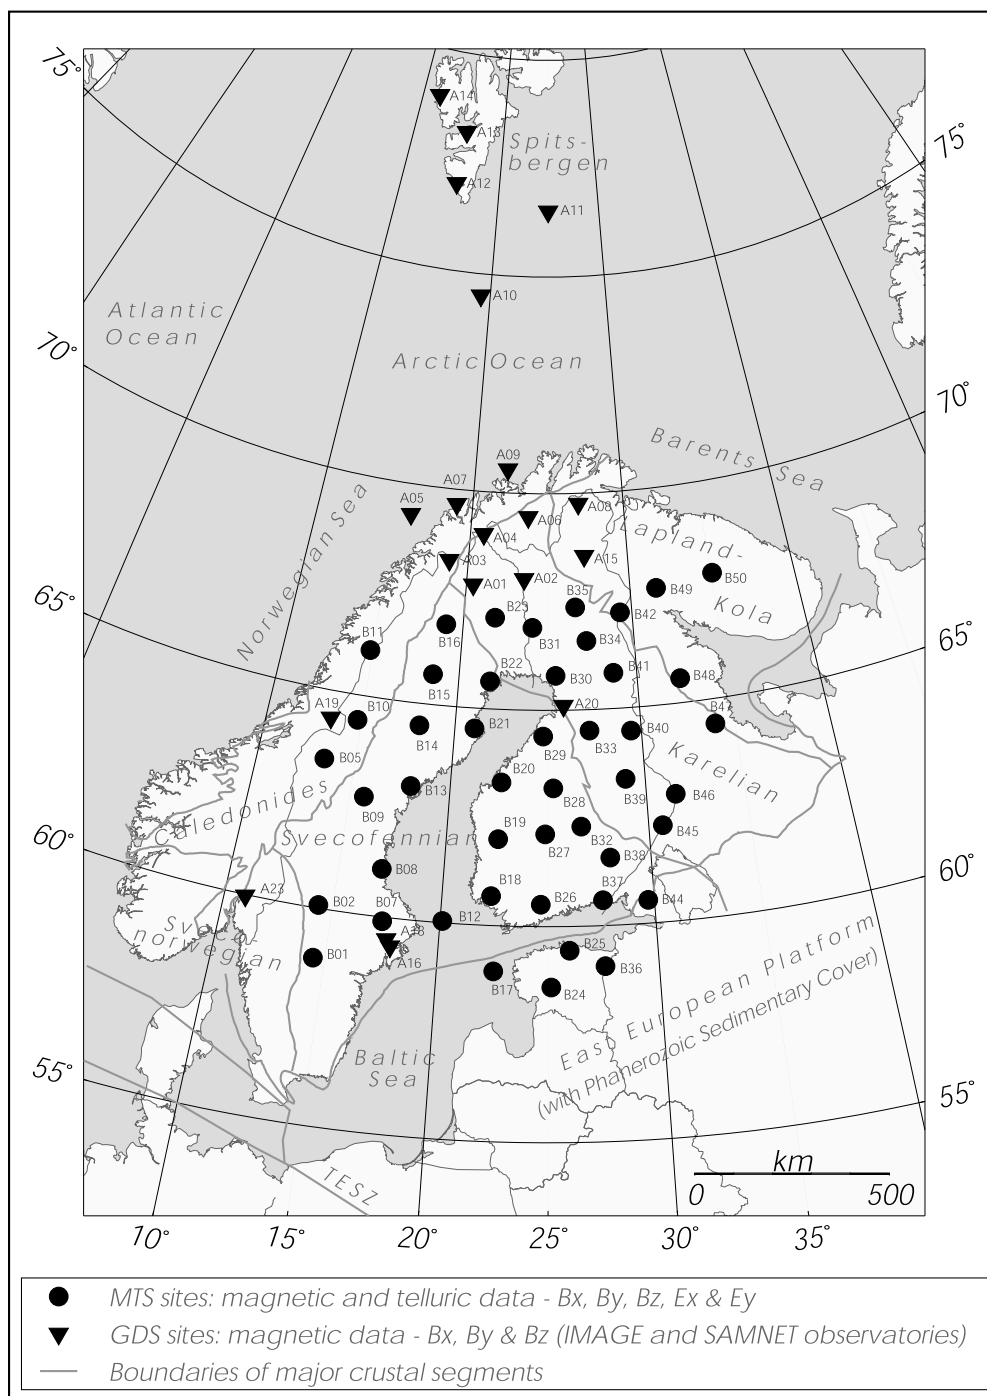 75°
A14
A13
Spits-
bergen
75°
A12
A11
A10
Atlantic
Ocean
70°
Arctic Ocean
70°
Barents Sea
A09
A07
A05
A08
A06
Lapland-
Kola
A04
Norwegian Sea
A03
A15
B50
A01
A02
B49
65°
B35
B23
B42
65°
B11
B16
B31
B34
B22
B41
B15
B30
B48
A19
B10
A20
B4
B21
B14
B33
B40
B29
B05
Karelian
B20
B13
B39
B46
B28
Caledonides
B09
60°
Svecofennian
B19
B27
B32
B45
60°
B38
B08
A23
B18
B37
B02
B07
B26
B44
B12
Sveco-
norwegian
A18
A16
B01
B25
B36
B17
B24
East European Platform
(with Phanerozoic Sedimentary Cover)
Baltic
Sea
55°
55°
TESZ
km
0 500
10° 15° 20° 25° 30° 35°
MTS sites: magnetic and telluric data - Bx, By, Bz, Ex & Ey
GDS sites: magnetic data - Bx, By & Bz (IMAGE and SAMNET observatories)
Boundaries of major crustal segments